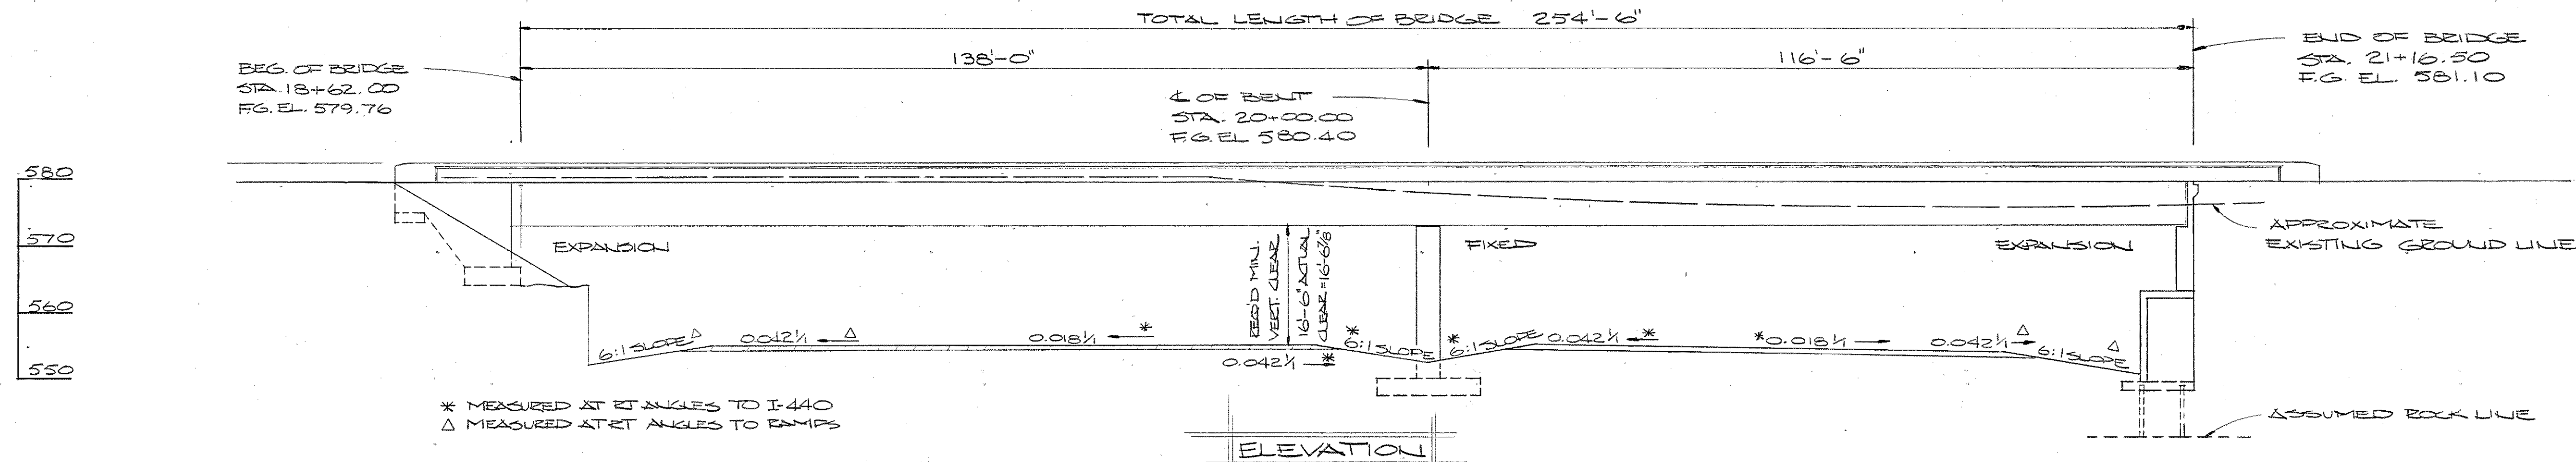 TOTAL LENGTH OF BRIDGE 254'-6"
138'-0"
116'-6"
BEG. OF BRIDGE
STA. 18+62.00
F.G. EL. 579.76
℄ OF BENT
STA. 20+00.00
F.G. EL 580.40
END OF BRIDGE
STA. 21+16.50
F.G. EL. 581.10
580
570
560
550
EXPANSION
REQ'D MIN.
VERT. CLEAR
16'-6" ACTUAL
CLEAR = 16'-6 7/8"
FIXED
EXPANSION
APPROXIMATE
EXISTING GROUND LINE
6:1 SLOPE △
0.042 1/1 △
0.018 1/1 *
* 6:1 SLOPE
0.042 1/1 *
* 6:1 SLOPE
0.042 1/1 *
* 0.018 1/1
0.042 1/1 △
6:1 SLOPE △
* MEASURED AT RT ANGLES TO I-440
△ MEASURED AT RT ANGLES TO RAMPS
ASSUMED ROCK LINE
ELEVATION